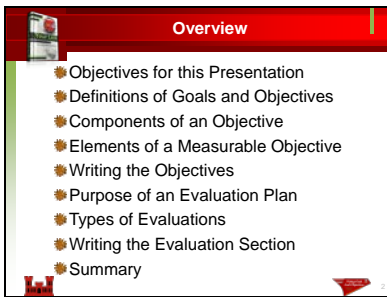 Overview
Objectives for this Presentation
Definitions of Goals and Objectives
Components of an Objective
Elements of a Measurable Objective
Writing the Objectives
Purpose of an Evaluation Plan
Types of Evaluations
Writing the Evaluation Section
Summary
2